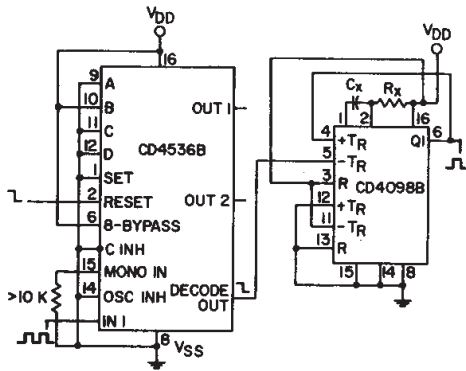 VDD
16
9 A
10 B
11 C
12 D
1 SET
2 RESET
6 8-BYPASS
C INH
15 MONO IN
14 OSC INH
IN 1
>10 K
CD4536B
OUT 1
OUT 2
DECODE
OUT
8 VSS
VDD
CX
RX
1 2 16
4 +TR
5 -TR
3 R
12 +TR
11 -TR
13 R
Q1 6
CD4098B
15 14 8